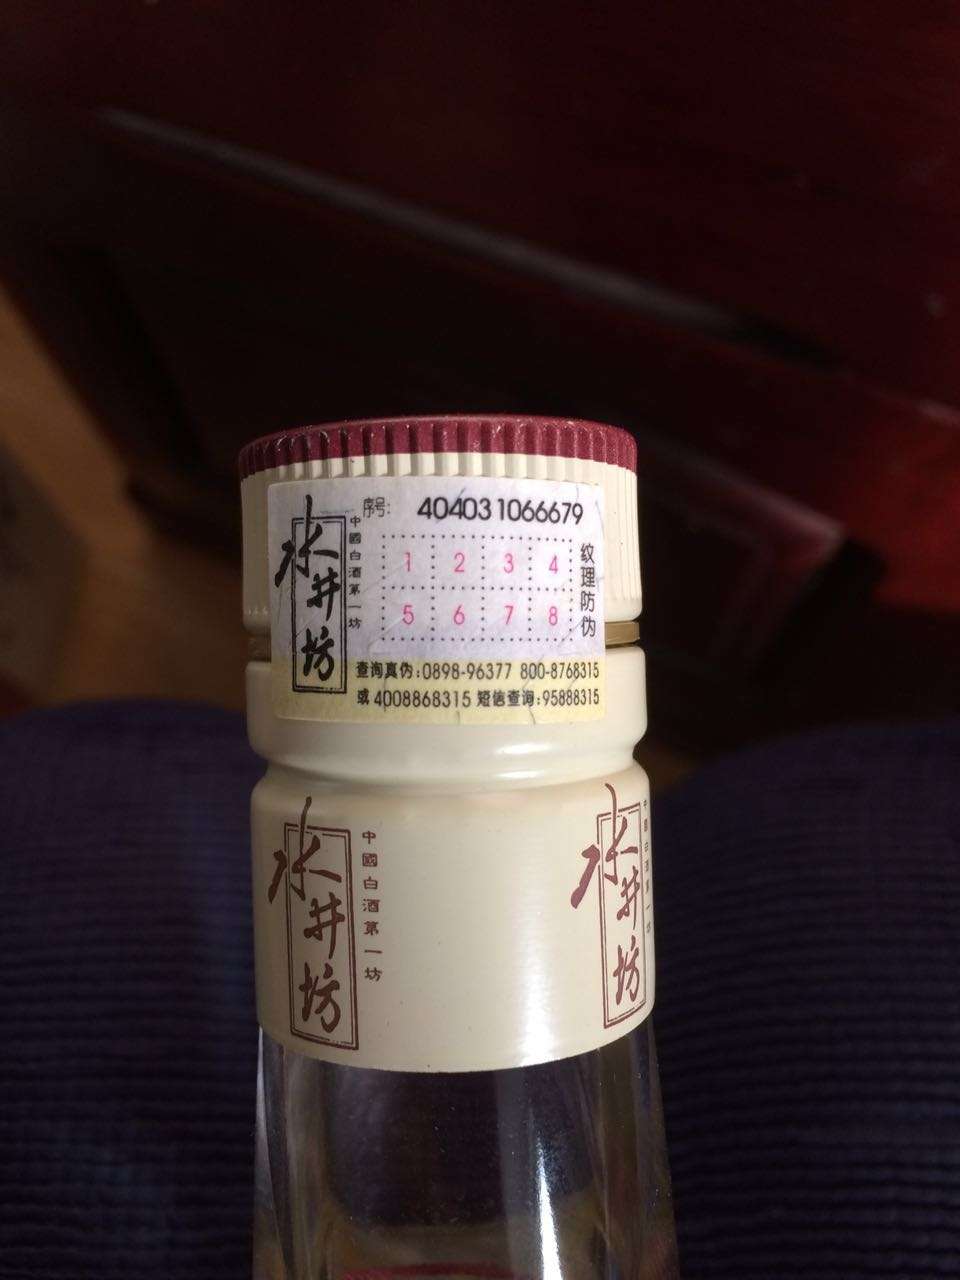 序号: 404031066679
水井坊
中國白酒第一坊
1 2 3 4
5 6 7 8
纹理防伪
查询真伪:0898-96377 800-8768315
或4008868315 短信查询:95888315
水井坊
中國白酒第一坊
水井坊
中國白酒第一坊